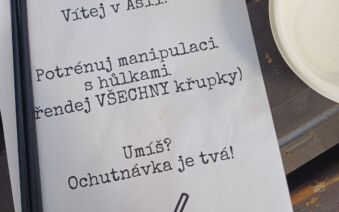 Vítej v Asii!
Potrénuj manipulaci
s hůlkami
VŠECHNY křupky)
Umíš?
Ochutnávka je tvá!